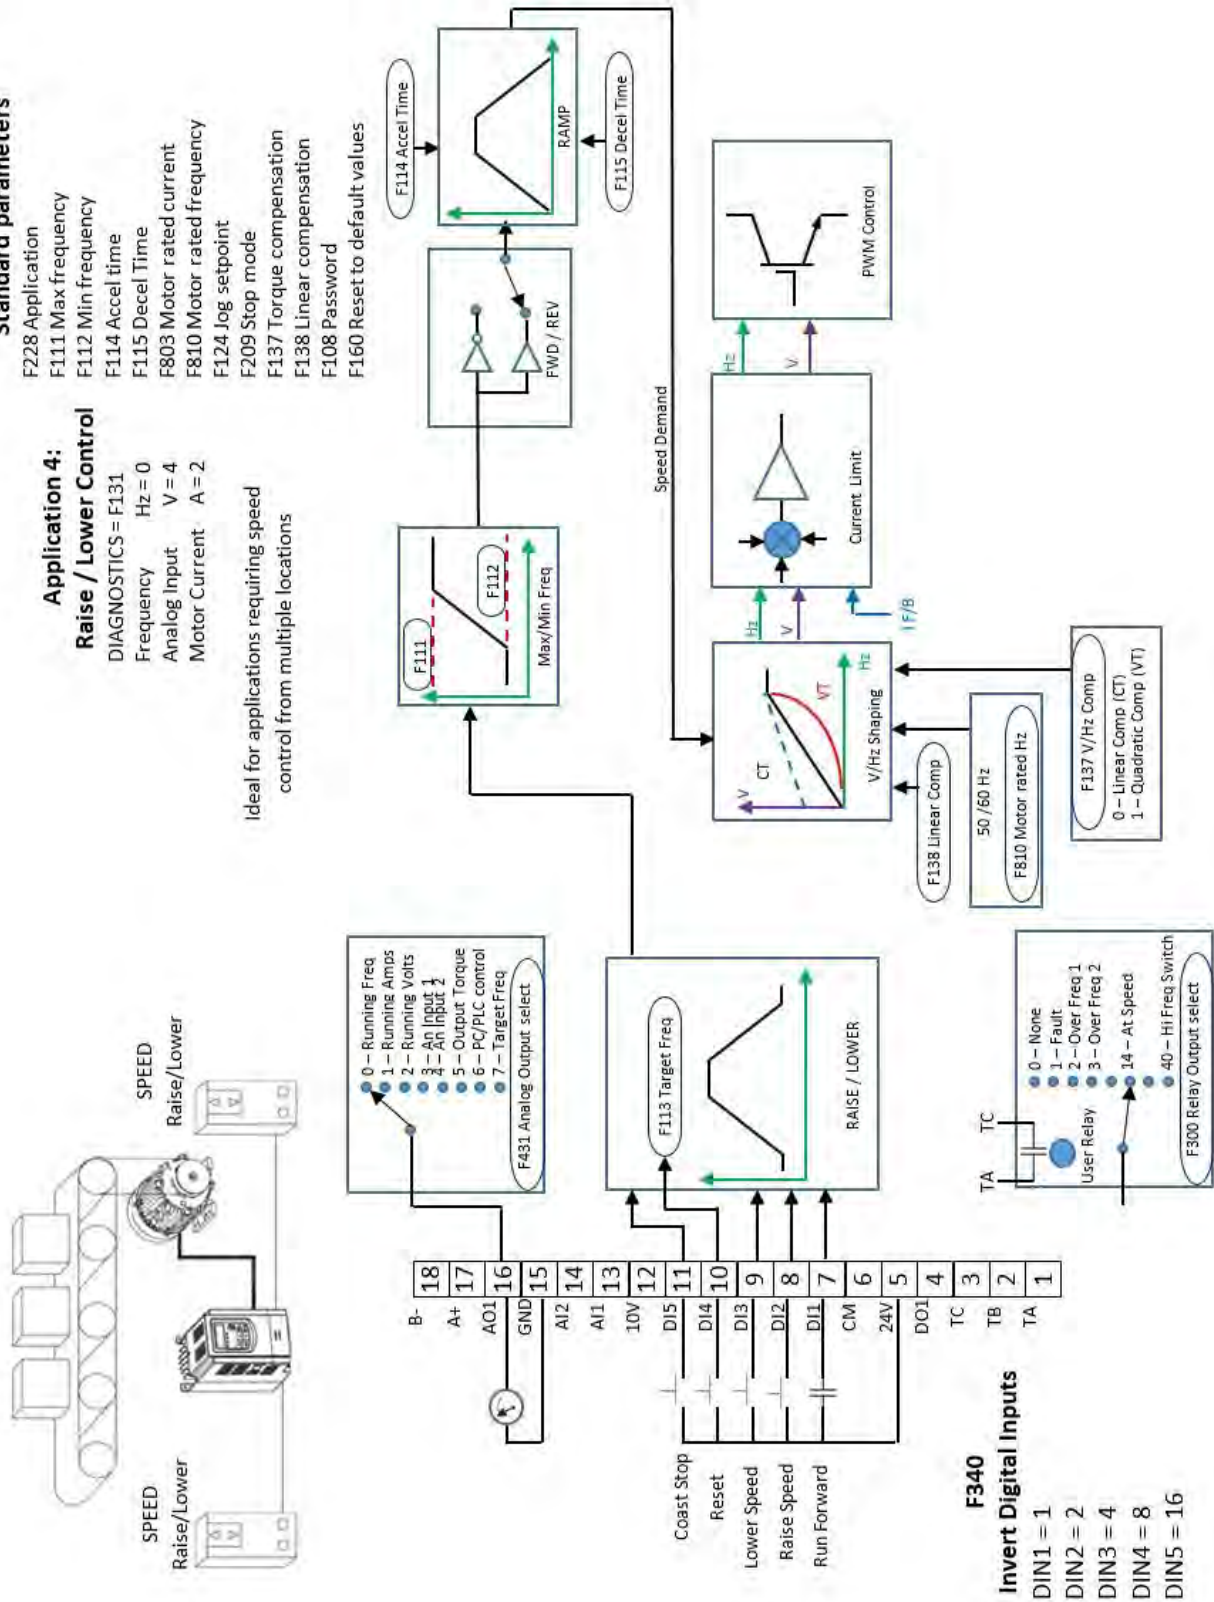 Standard parameters
F228 Application
F111 Max frequency
F112 Min frequency
F114 Accel time
F115 Decel Time
F803 Motor rated current
F810 Motor rated frequency
F124 Jog setpoint
F209 Stop mode
F137 Torque compensation
F138 Linear compensation
F108 Password
F160 Reset to default values
Application 4:
Raise / Lower Control
DIAGNOSTICS = F131
Frequency Hz = 0
Analog Input V = 4
Motor Current A = 2
Ideal for applications requiring speed
control from multiple locations
SPEED
Raise/Lower
SPEED
Raise/Lower
0 – Running Freq
1 – Running Amps
2 – Running Volts
3 – An Input 1
4 – An Input 2
5 – Output Torque
6 – PC/PLC control
7 – Target Freq
F431 Analog Output select
F111
F112
Max/Min Freq
FWD / REV
F114 Accel Time
RAMP
F115 Decel Time
Speed Demand
F113 Target Freq
RAISE / LOWER
V
CT
VT
Hz
V/Hz Shaping
Hz
V
I F/B
Current Limit
Hz
V
PWM Control
F138 Linear Comp
50 /60 Hz
F810 Motor rated Hz
F137 V/Hz Comp
0 – Linear Comp (CT)
1 – Quadratic Comp (VT)
B- 18
A+ 17
AO1 16
GND 15
AI2 14
AI1 13
10V 12
DI5 11
DI4 10
DI3 9
DI2 8
DI1 7
CM 6
24V 5
DO1 4
TC 3
TB 2
TA 1
Coast Stop
Reset
Lower Speed
Raise Speed
Run Forward
TA
TC
User Relay
0 – None
1 – Fault
2 – Over Freq 1
3 – Over Freq 2
14 – At Speed
40 – Hi Freq Switch
F300 Relay Output select
F340
Invert Digital Inputs
DIN1 = 1
DIN2 = 2
DIN3 = 4
DIN4 = 8
DIN5 = 16